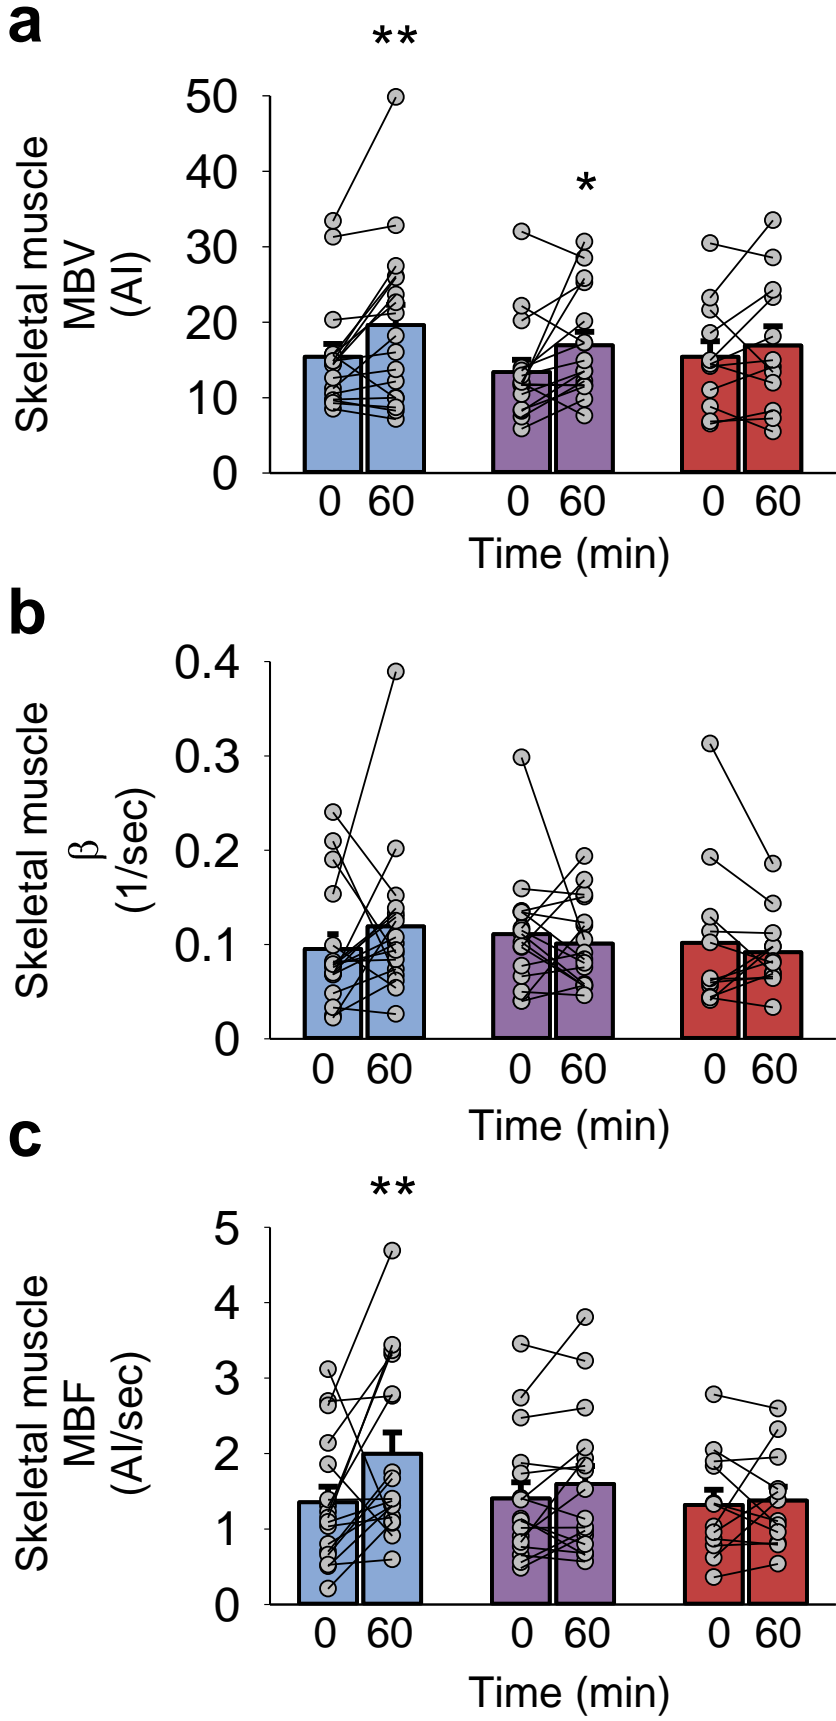 a
**
50
40
30
20
10
0
Skeletal muscle
MBV
(AI)
*
0 60 0 60 0 60
Time (min)
b
0.4
0.3
0.2
0.1
0
Skeletal muscle
β
(1/sec)
0 60 0 60 0 60
Time (min)
c
**
5
4
3
2
1
0
Skeletal muscle
MBF
(AI/sec)
0 60 0 60 0 60
Time (min)